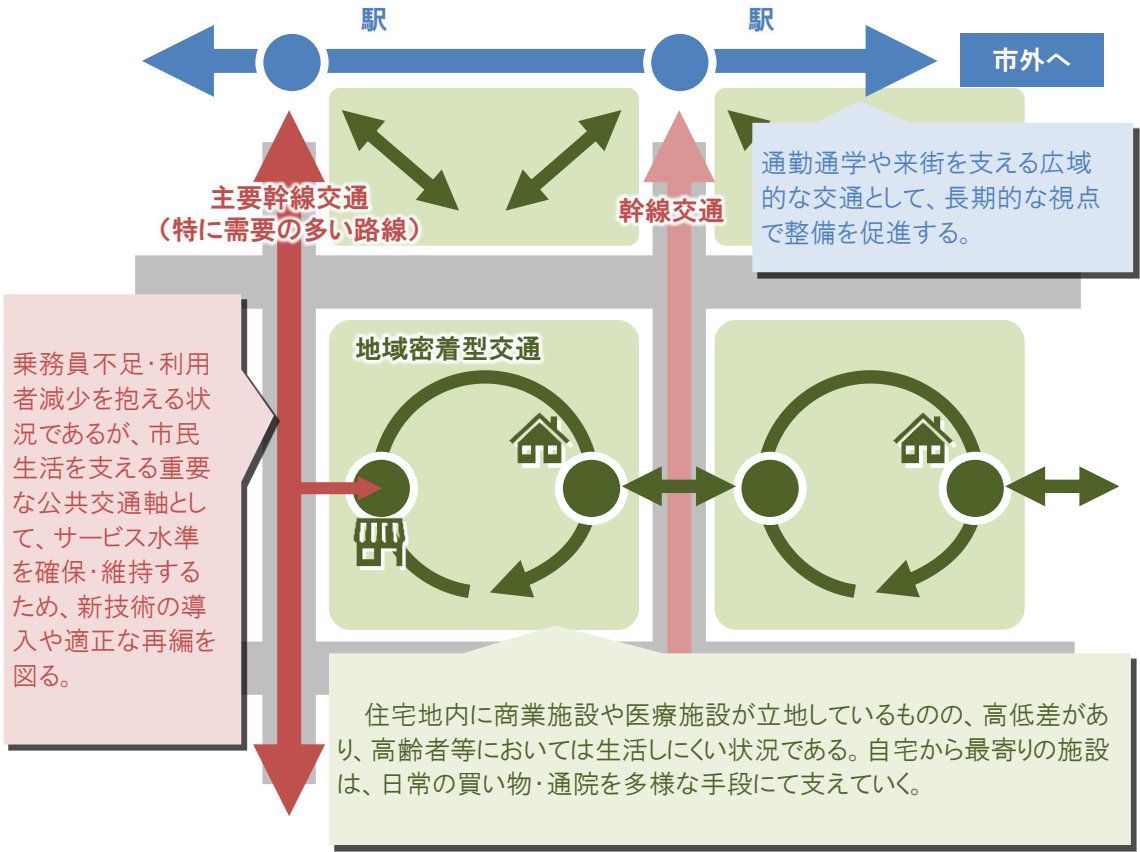 駅
駅
市外へ
通勤通学や来街を支える広域
的な交通として、長期的な視点
で整備を促進する。
主要幹線交通
（特に需要の多い路線）
幹線交通
地域密着型交通
乗務員不足・利用
者減少を抱える状
況であるが、市民
生活を支える重要
な公共交通軸とし
て、サービス水準
を確保・維持する
ため、新技術の導
入や適正な再編を
図る。
住宅地内に商業施設や医療施設が立地しているものの、高低差があ
り、高齢者等においては生活しにくい状況である。自宅から最寄りの施設
は、日常の買い物・通院を多様な手段にて支えていく。